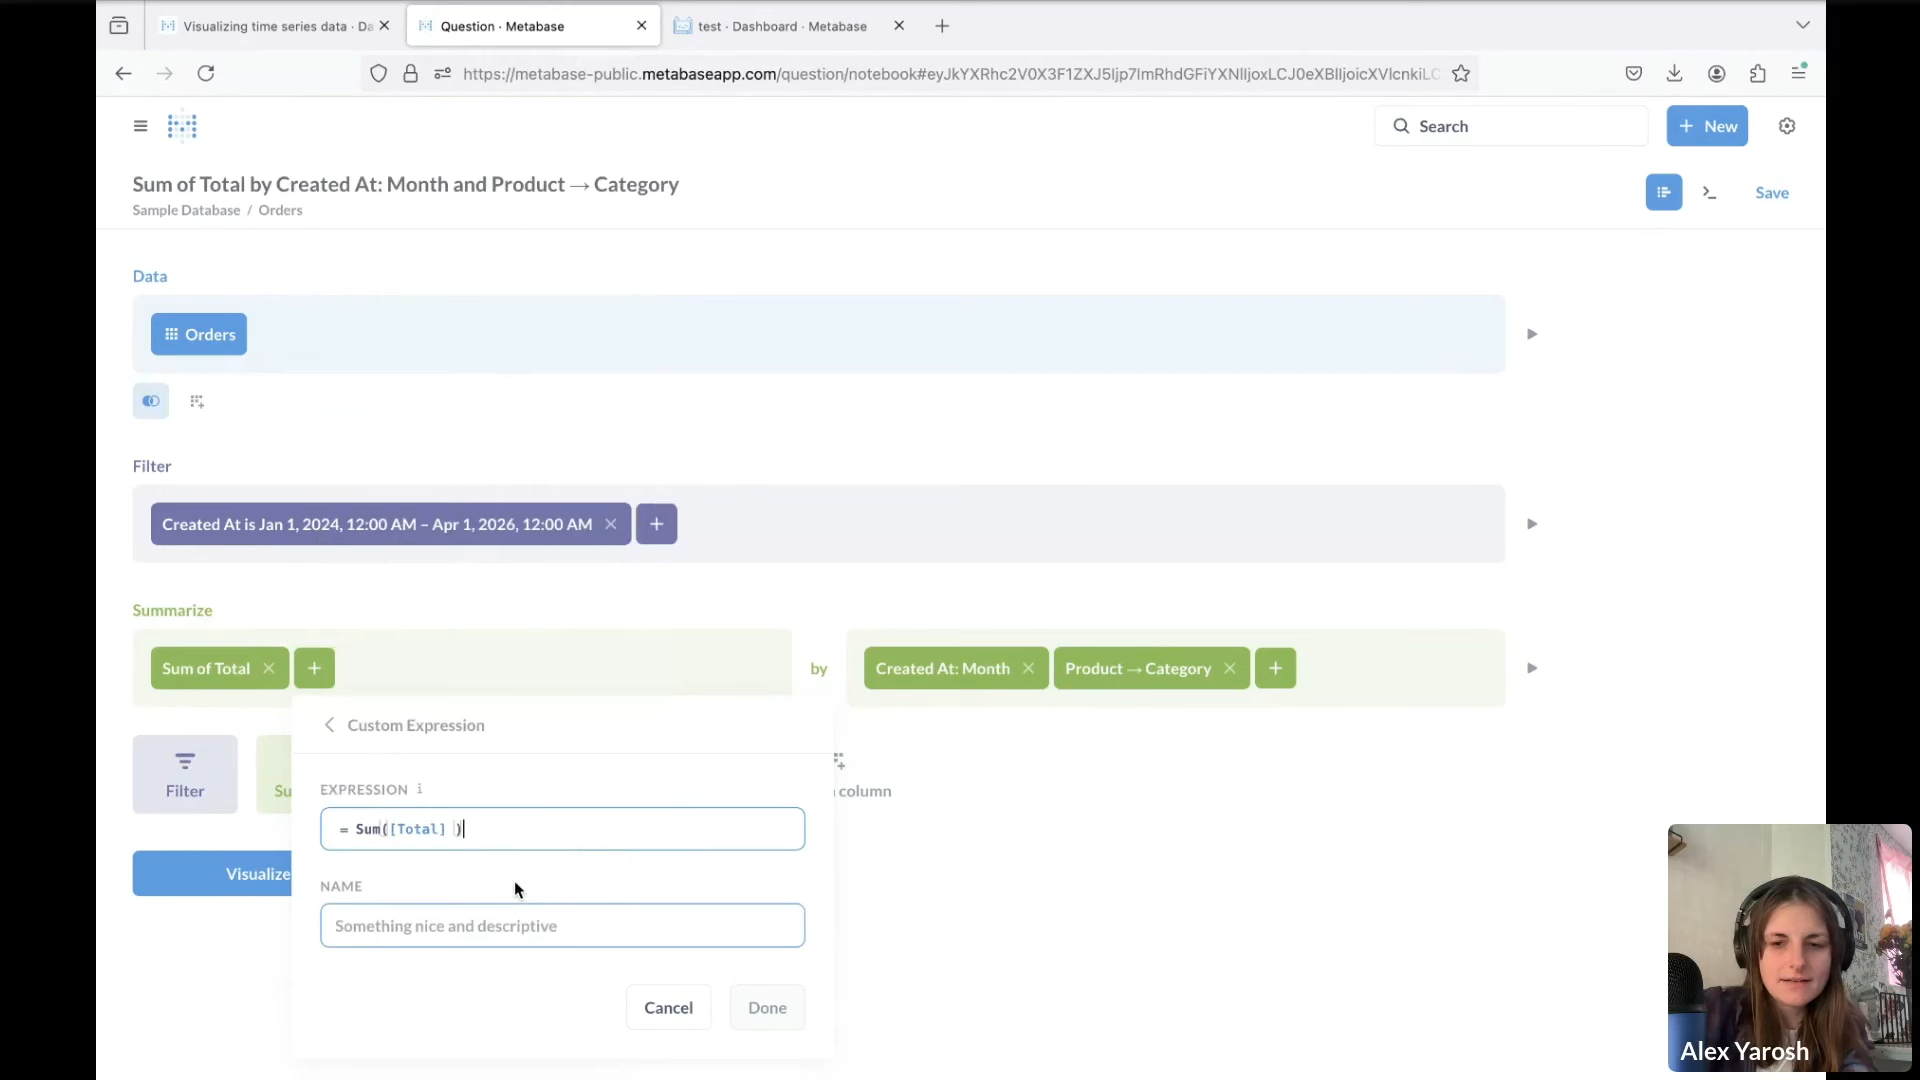 Visualizing time series data · Da
Question · Metabase
test · Dashboard · Metabase
https://metabase-public.metabaseapp.com/question/notebook#eyJkYXRhc2V0X3F1ZXJ5Ijp7ImRhdGFiYXNlIjoxLCJ0eXBlIjoicXVlcnkiLC
Search
+ New
Sum of Total by Created At: Month and Product → Category
Sample Database / Orders
Save
Data
Orders
Filter
Created At is Jan 1, 2024, 12:00 AM – Apr 1, 2026, 12:00 AM
Summarize
Sum of Total
by
Created At: Month
Product → Category
Custom Expression
Filter
Su
column
EXPRESSION i
= Sum([Total] )
Visualize
NAME
Something nice and descriptive
Cancel
Done
Alex Yarosh